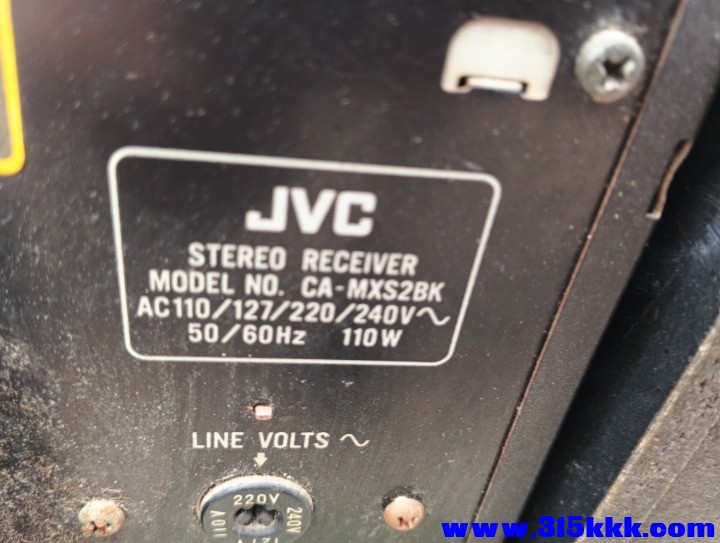 JVC
STEREO RECEIVER
MODEL NO. CA-MXS2BK
AC110/127/220/240V~
50/60Hz 110W
LINE VOLTS ~
220V
240V
www.315kkk.com